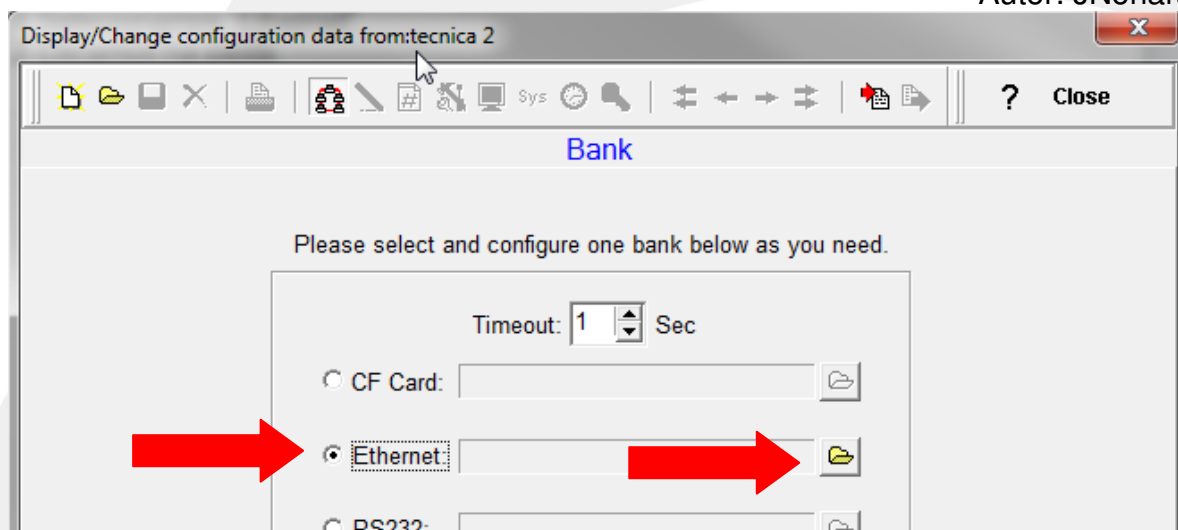 Display/Change configuration data from:tecnica 2
Sys
? Close
Bank
Please select and configure one bank below as you need.
Timeout: 1 Sec
CF Card:
Ethernet:
RS232: